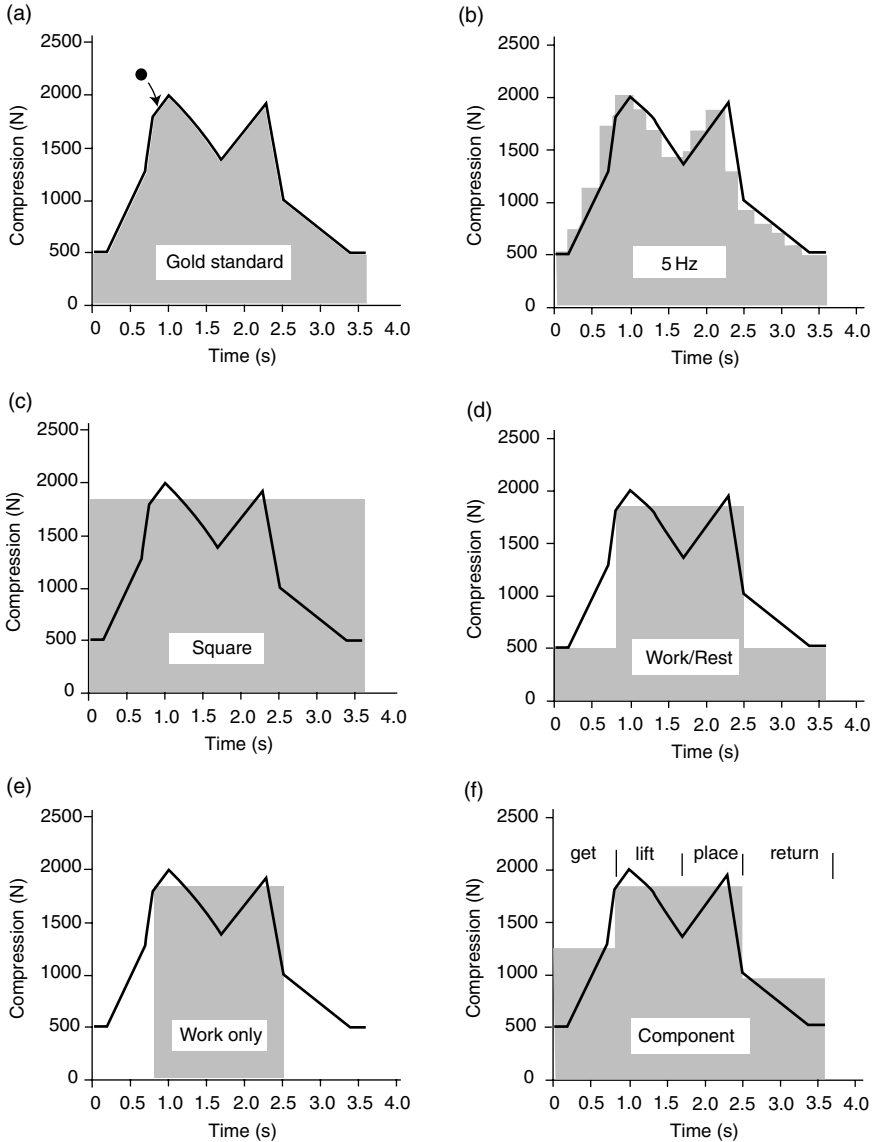 (a)
2500
2000
1500
1000
500
0
Compression (N)
Gold standard
0 0.5 1.0 1.5 2.0 2.5 3.0 3.5 4.0
Time (s)
(b)
2500
2000
1500
1000
500
0
Compression (N)
5 Hz
0 0.5 1.0 1.5 2.0 2.5 3.0 3.5 4.0
Time (s)
(c)
2500
2000
1500
1000
500
0
Compression (N)
Square
0 0.5 1.0 1.5 2.0 2.5 3.0 3.5 4.0
Time (s)
(d)
2500
2000
1500
1000
500
0
Compression (N)
Work/Rest
0 0.5 1.0 1.5 2.0 2.5 3.0 3.5 4.0
Time (s)
(e)
2500
2000
1500
1000
500
0
Compression (N)
Work only
0 0.5 1.0 1.5 2.0 2.5 3.0 3.5 4.0
Time (s)
(f)
2500
2000
1500
1000
500
0
Compression (N)
get lift place return
Component
0 0.5 1.0 1.5 2.0 2.5 3.0 3.5 4.0
Time (s)